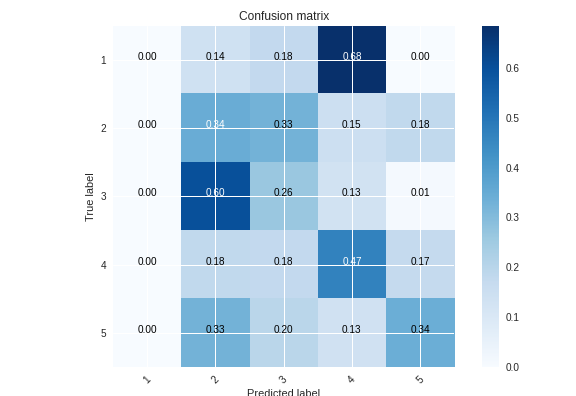 Confusion matrix
1 0.00 0.14 0.18 0.68 0.00
2 0.00 0.34 0.33 0.15 0.18
3 0.00 0.60 0.26 0.13 0.01
4 0.00 0.18 0.18 0.47 0.17
5 0.00 0.33 0.20 0.13 0.34
1 2 3 4 5
True label
Predicted label
0.6
0.5
0.4
0.3
0.2
0.1
0.0